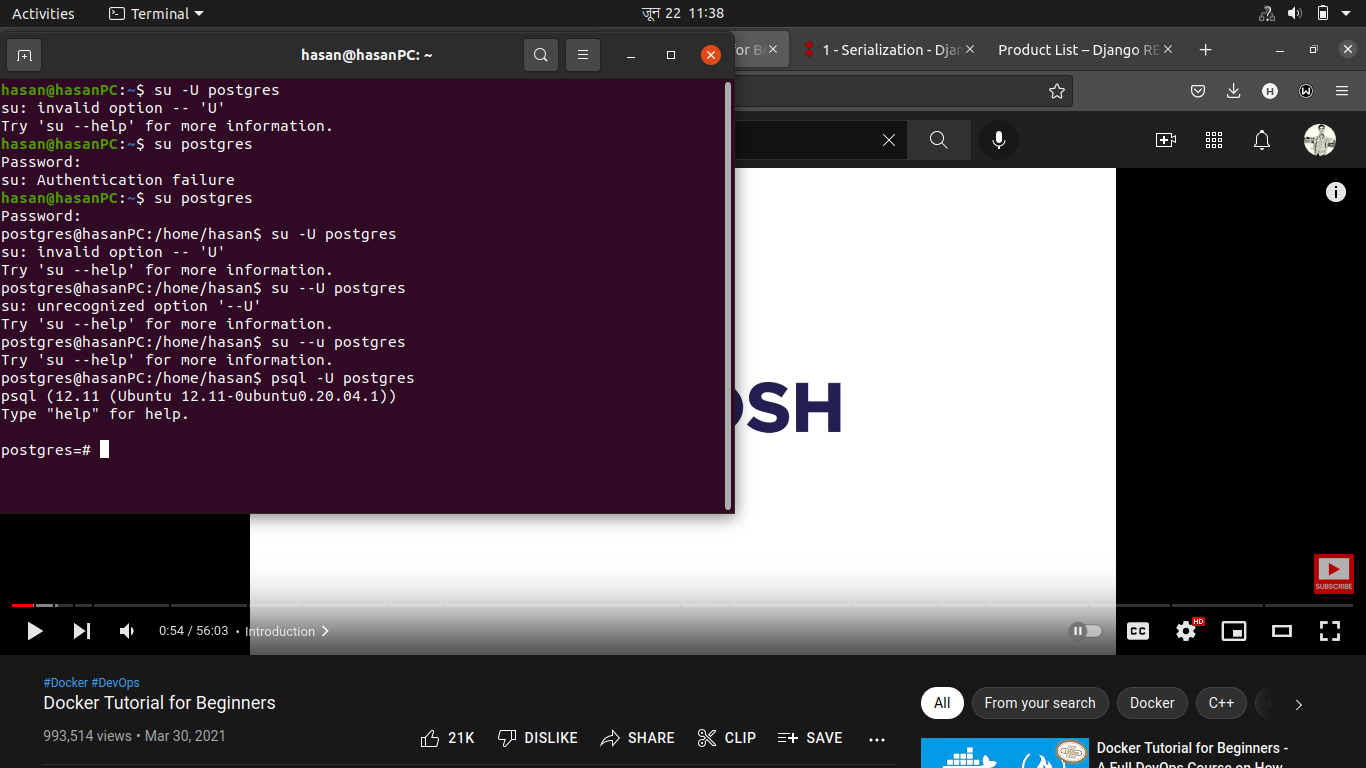 Activities
Terminal
जून 22 11:38
hasan@hasanPC: ~
for Be
1 - Serialization - Djan
Product List – Django RE
hasan@hasanPC:~$ su -U postgres
su: invalid option -- 'U'
Try 'su --help' for more information.
hasan@hasanPC:~$ su postgres
Password:
su: Authentication failure
hasan@hasanPC:~$ su postgres
Password:
postgres@hasanPC:/home/hasan$ su -U postgres
su: invalid option -- 'U'
Try 'su --help' for more information.
postgres@hasanPC:/home/hasan$ su --U postgres
su: unrecognized option '--U'
Try 'su --help' for more information.
postgres@hasanPC:/home/hasan$ su --u postgres
Try 'su --help' for more information.
postgres@hasanPC:/home/hasan$ psql -U postgres
psql (12.11 (Ubuntu 12.11-0ubuntu0.20.04.1))
Type "help" for help.
postgres=#
H
OSH
SUBSCRIBE
0:54 / 56:03 • Introduction
CC
HD
#Docker #DevOps
Docker Tutorial for Beginners
993,514 views • Mar 30, 2021
21K
DISLIKE
SHARE
CLIP
SAVE
All
From your search
Docker
C++
Docker Tutorial for Beginners -
A Full DevOps Course on How